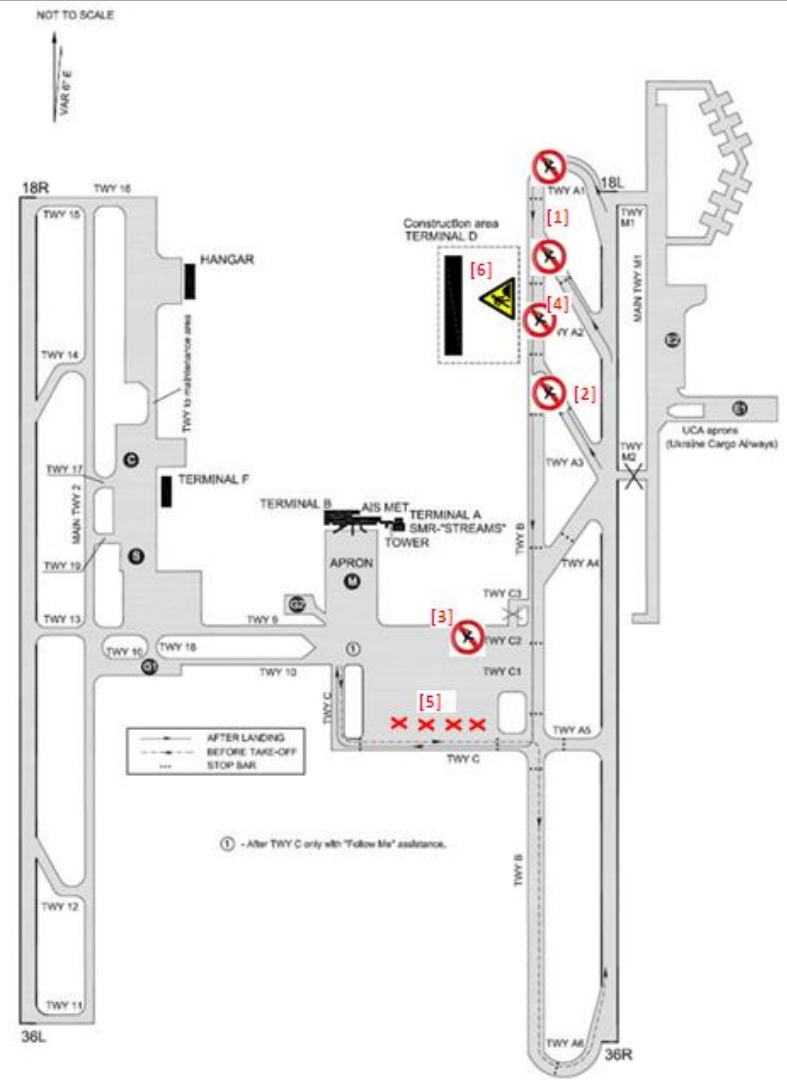 NOT TO SCALE
VAR 6° E
18R
TWY 16
TWY 15
HANGAR
TWY to maintenance area
TWY 14
TWY 17
TERMINAL F
MAIN TWY 2
C
S
TWY 19
TWY 13
TWY 16
TWY 18
G1
TWY 9
TWY 10
TWY 12
TWY 11
36L
Construction area
TERMINAL D
[6]
TERMINAL B
AIS MET
TERMINAL A
SMR-"STREAMS"
TOWER
APRON
M
G2
1
[3]
TWY C3
TWY C2
TWY C1
[5]
TWY C
TWY C
AFTER LANDING
BEFORE TAKE-OFF
STOP BAR
1 - After TWY C only with "Follow Me" assistance.
18L
TWY A1
[1]
[4]
WY A2
[2]
TWY A3
TWY B
TWY A4
TWY A5
TWY B
TWY A6
36R
TWY
M1
MAIN TWY M1
E2
E1
UCA aprons
(Ukraine Cargo Airways)
TWY
M2